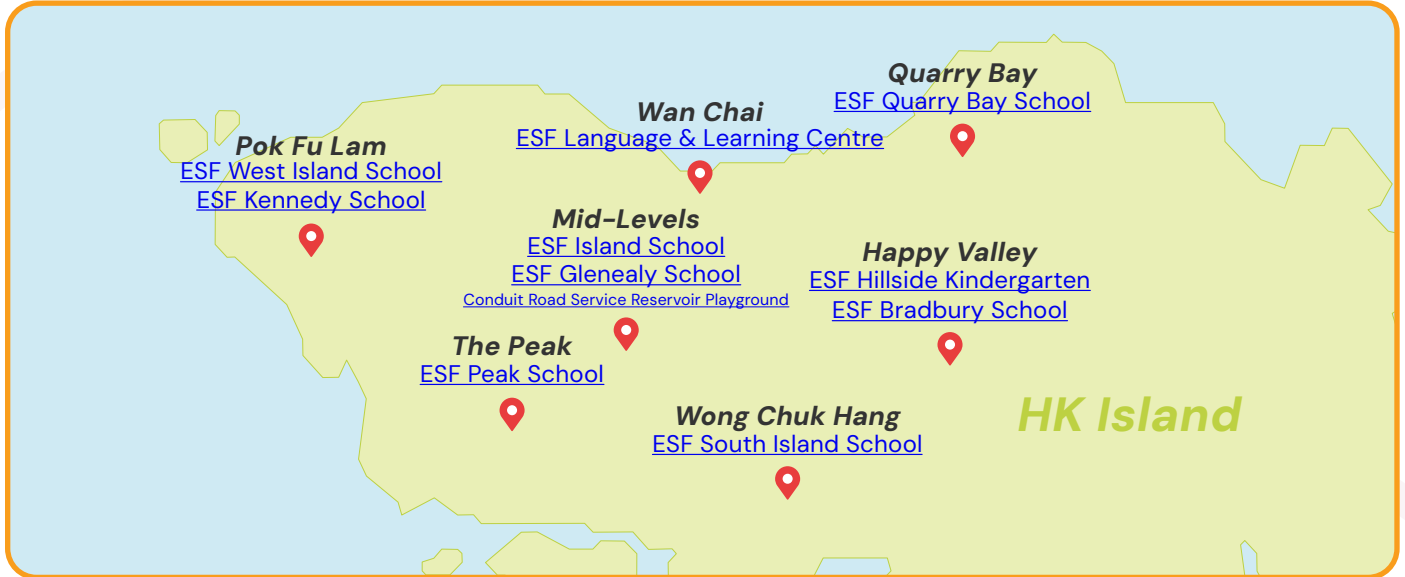 Quarry Bay
ESF Quarry Bay School
Wan Chai
ESF Language & Learning Centre
Pok Fu Lam
ESF West Island School
ESF Kennedy School
Mid-Levels
ESF Island School
ESF Glenealy School
Conduit Road Service Reservoir Playground
Happy Valley
ESF Hillside Kindergarten
ESF Bradbury School
The Peak
ESF Peak School
Wong Chuk Hang
ESF South Island School
HK Island